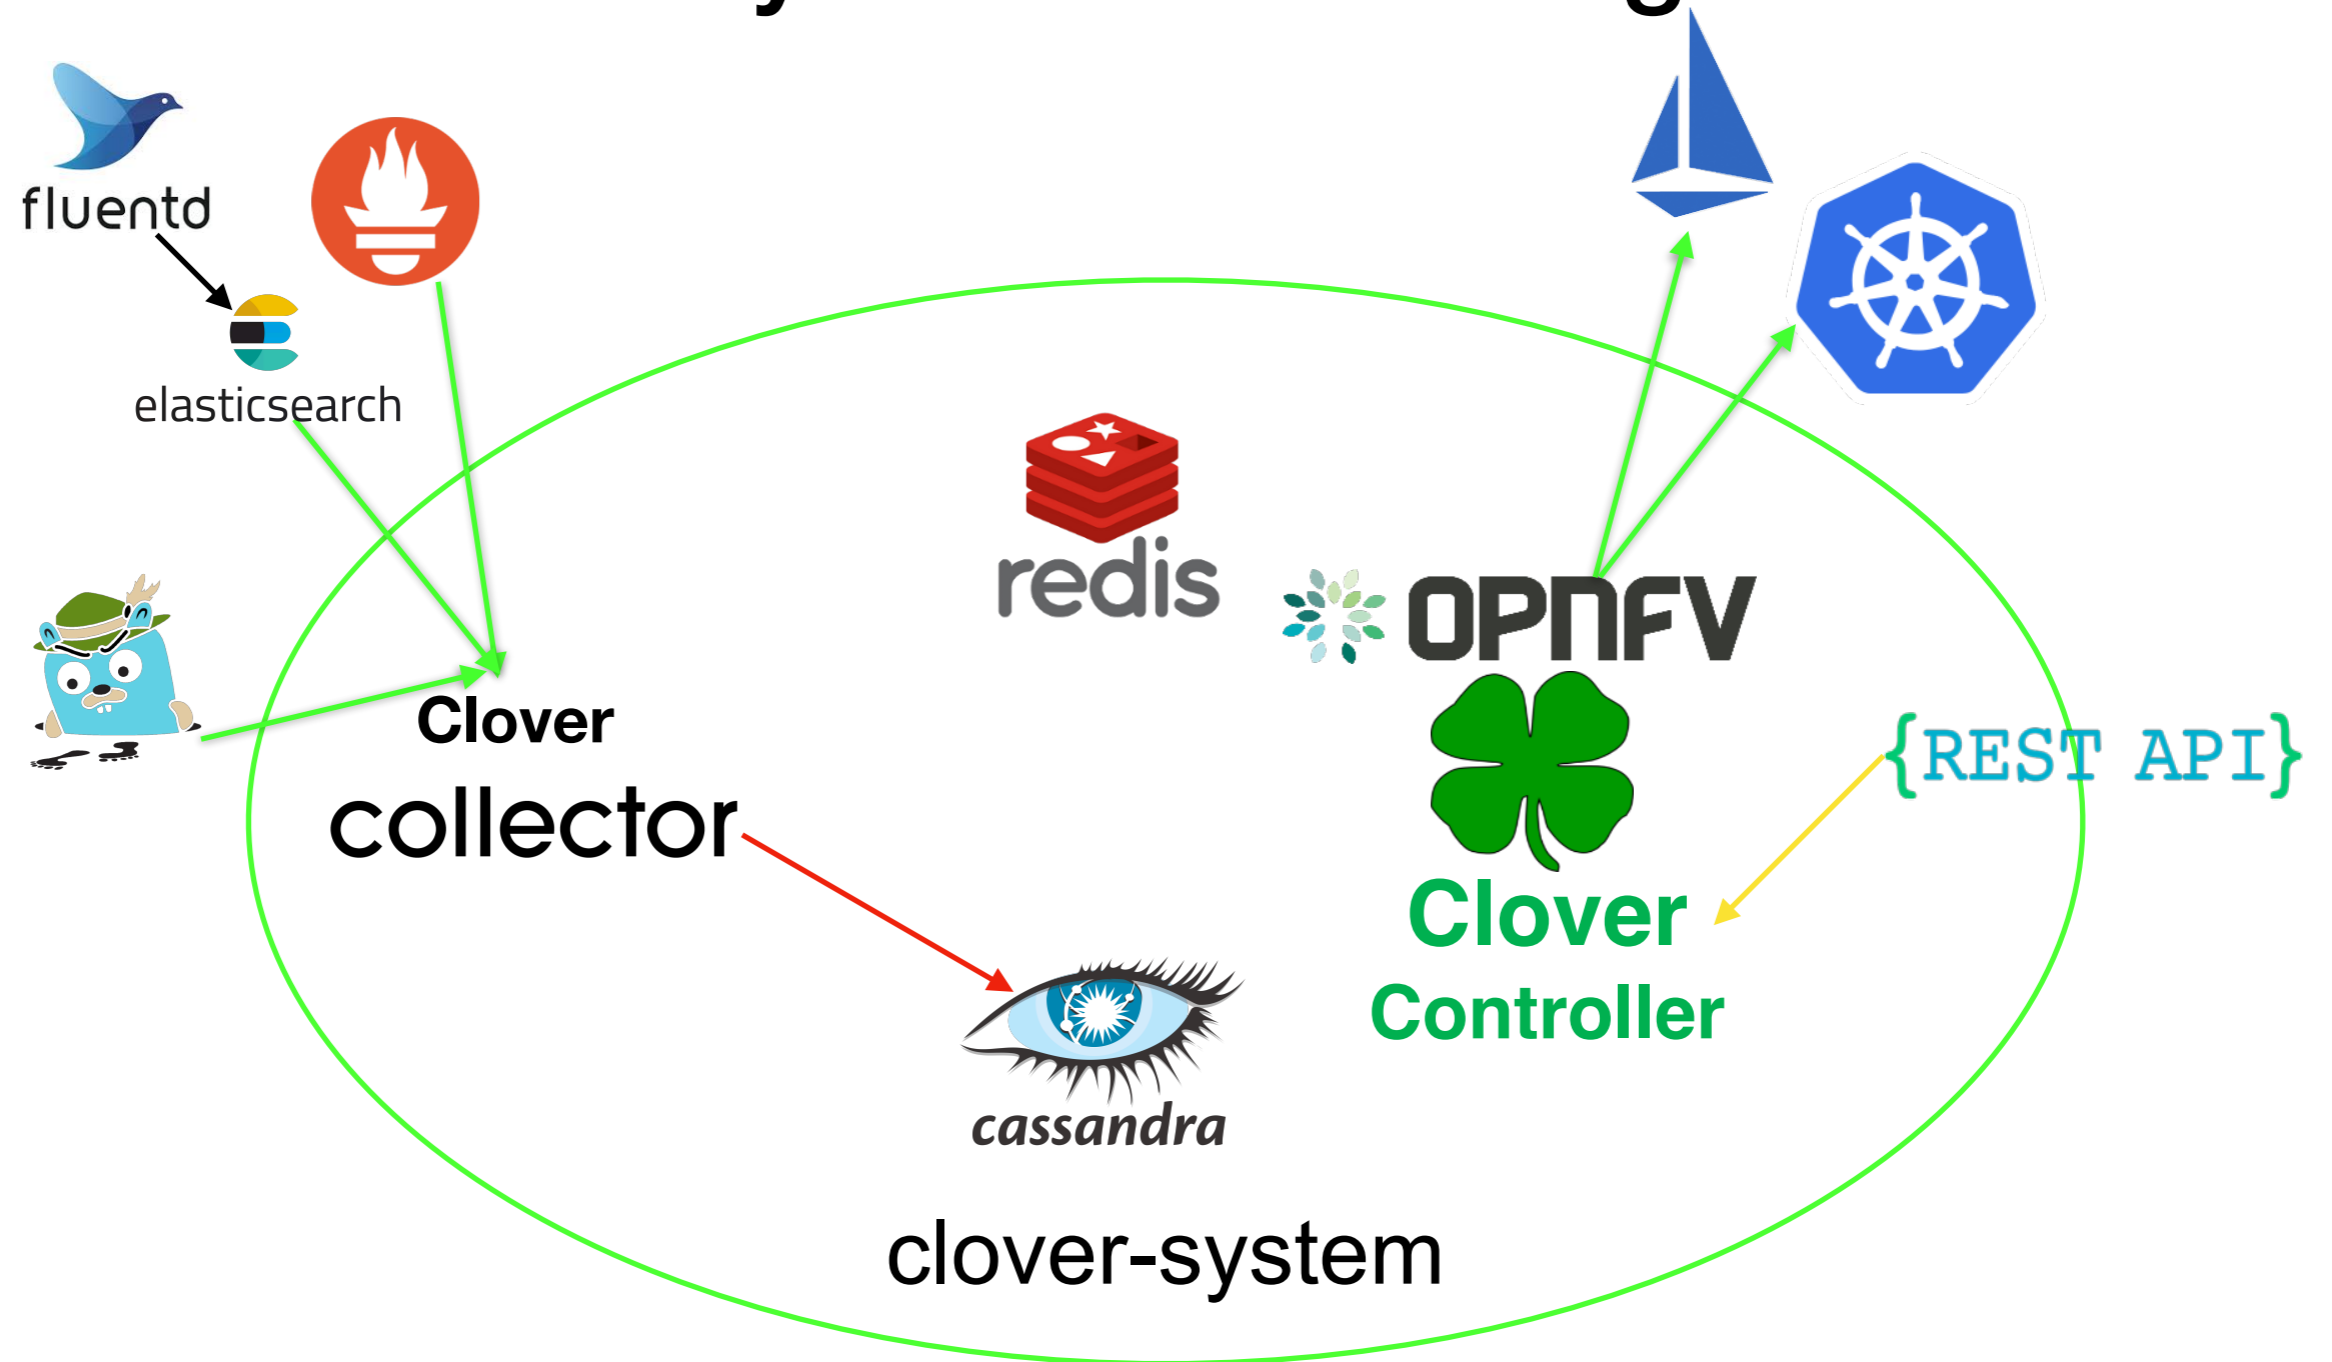 fluentd
elasticsearch
redis
OPNFV
Clover
collector
{REST API}
Clover
Controller
cassandra
clover-system